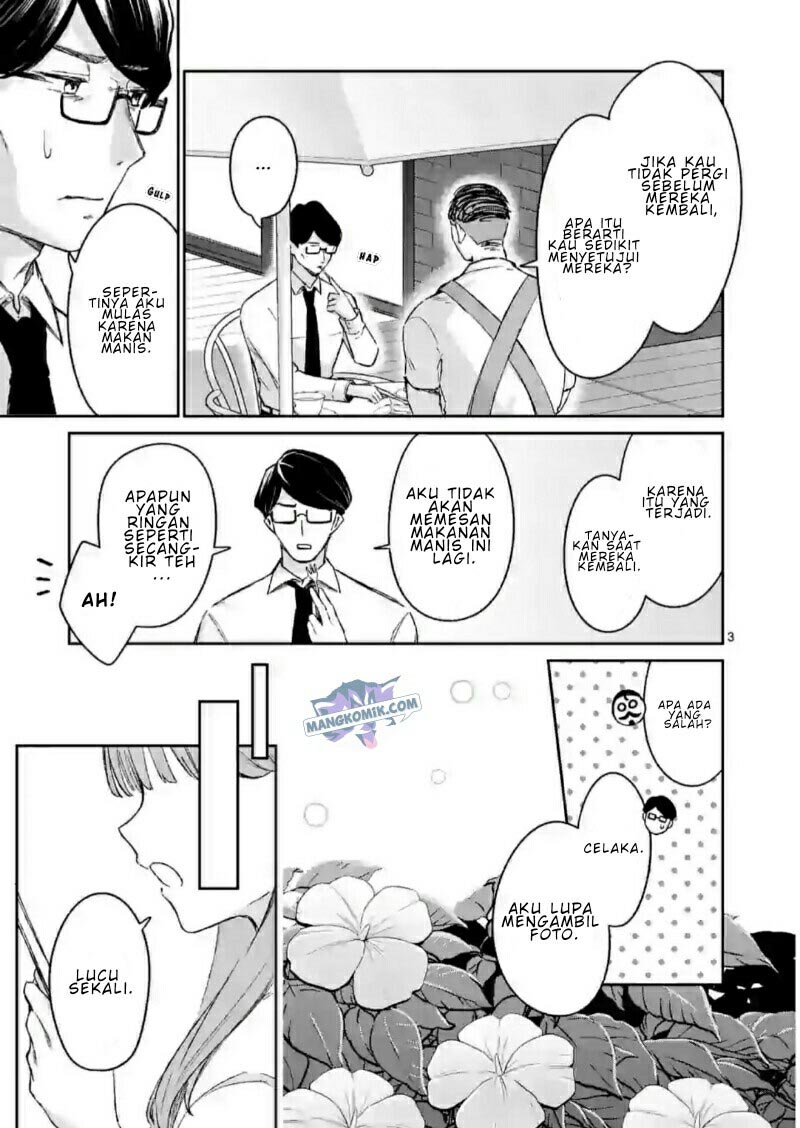 JIKA KAU
TIDAK PERGI
SEBELUM
MEREKA
KEMBALI,
APA ITU
BERARTI
KAU SEDIKIT
MENYETUJUI
MEREKA?
...
HAP
GULP
SEPER-
TINYA AKU
MULAS
KARENA
MAKAN
MANIS.
KARENA
ITU YANG
TERJADI.
TANYA-
KAN SAAT
MEREKA
KEMBALI.
AKU TIDAK
AKAN
MEMESAN
MAKANAN
MANIS INI
LAGI.
APAPUN
YANG
RINGAN
SEPERTI
SECANG-
KIR TEH
...
AH!
3
APA ADA
YANG
SALAH?
CELAKA.
AKU LUPA
MENGAMBIL
FOTO.
MANGKOMIK.COM
LUCU
SEKALI.